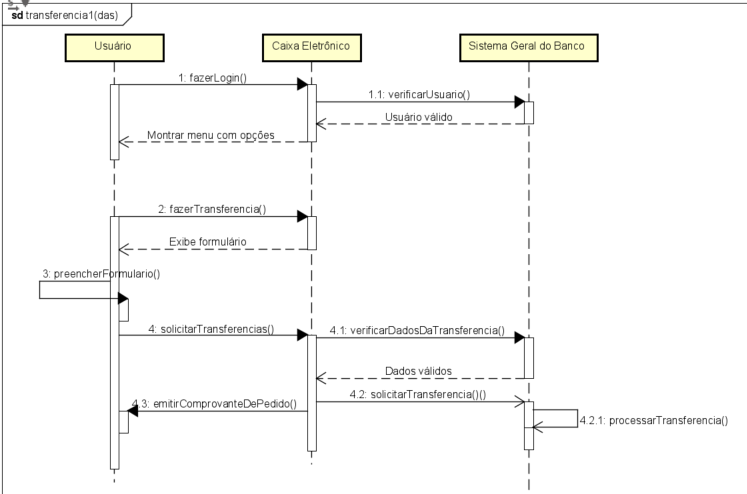 sd transferencia1(das)
Usuário
Caixa Eletrônico
Sistema Geral do Banco
1: fazerLogin()
1.1: verificarUsuario()
Usuário válido
Montrar menu com opções
2: fazerTransferencia()
Exibe formulário
3: preencherFormulario()
4: solicitarTransferencias()
4.1: verificarDadosDaTransferencia()
Dados válidos
4.2: solicitarTransferencia()()
4.3: emitirComprovanteDePedido()
4.2.1: processarTransferencia()